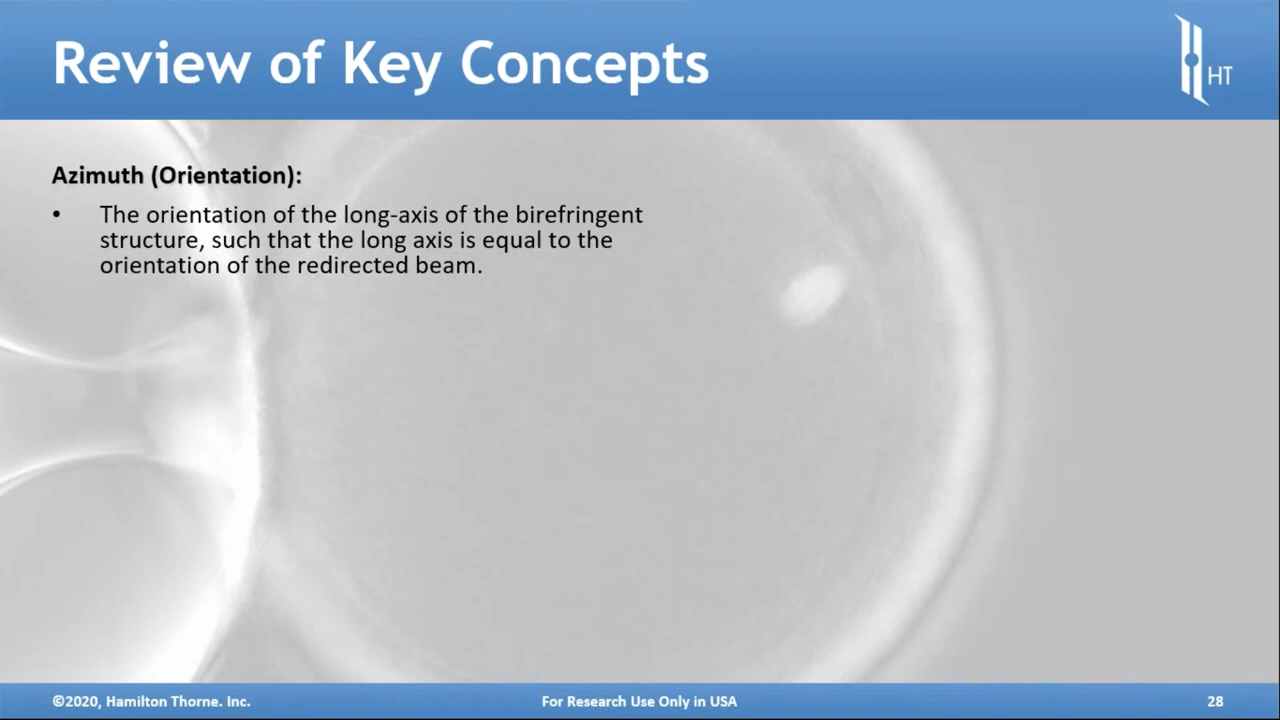 Review of Key Concepts
HT
Azimuth (Orientation):
• The orientation of the long-axis of the birefringent
structure, such that the long axis is equal to the
orientation of the redirected beam.
©2020, Hamilton Thorne. Inc.
For Research Use Only in USA
28